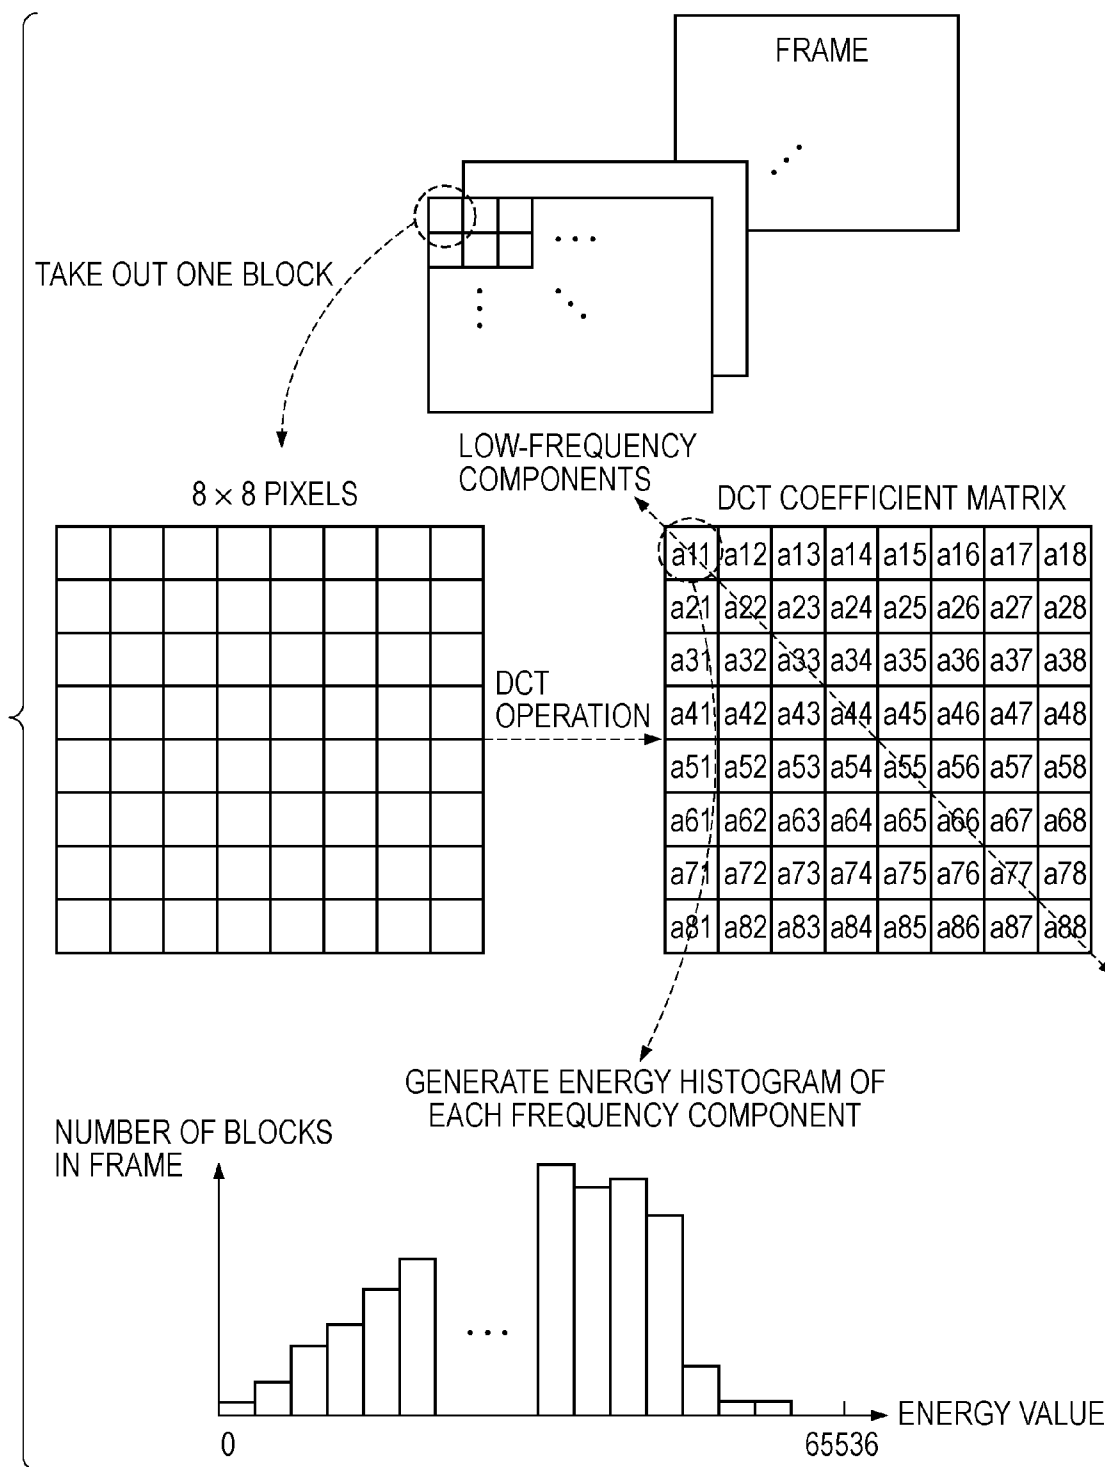 FRAME
TAKE OUT ONE BLOCK
LOW-FREQUENCY
COMPONENTS
8 × 8 PIXELS
DCT COEFFICIENT MATRIX
a11 a12 a13 a14 a15 a16 a17 a18
a21 a22 a23 a24 a25 a26 a27 a28
a31 a32 a33 a34 a35 a36 a37 a38
DCT
OPERATION
a41 a42 a43 a44 a45 a46 a47 a48
a51 a52 a53 a54 a55 a56 a57 a58
a61 a62 a63 a64 a65 a66 a67 a68
a71 a72 a73 a74 a75 a76 a77 a78
a81 a82 a83 a84 a85 a86 a87 a88
GENERATE ENERGY HISTOGRAM OF
EACH FREQUENCY COMPONENT
NUMBER OF BLOCKS
IN FRAME
ENERGY VALUE
0 65536